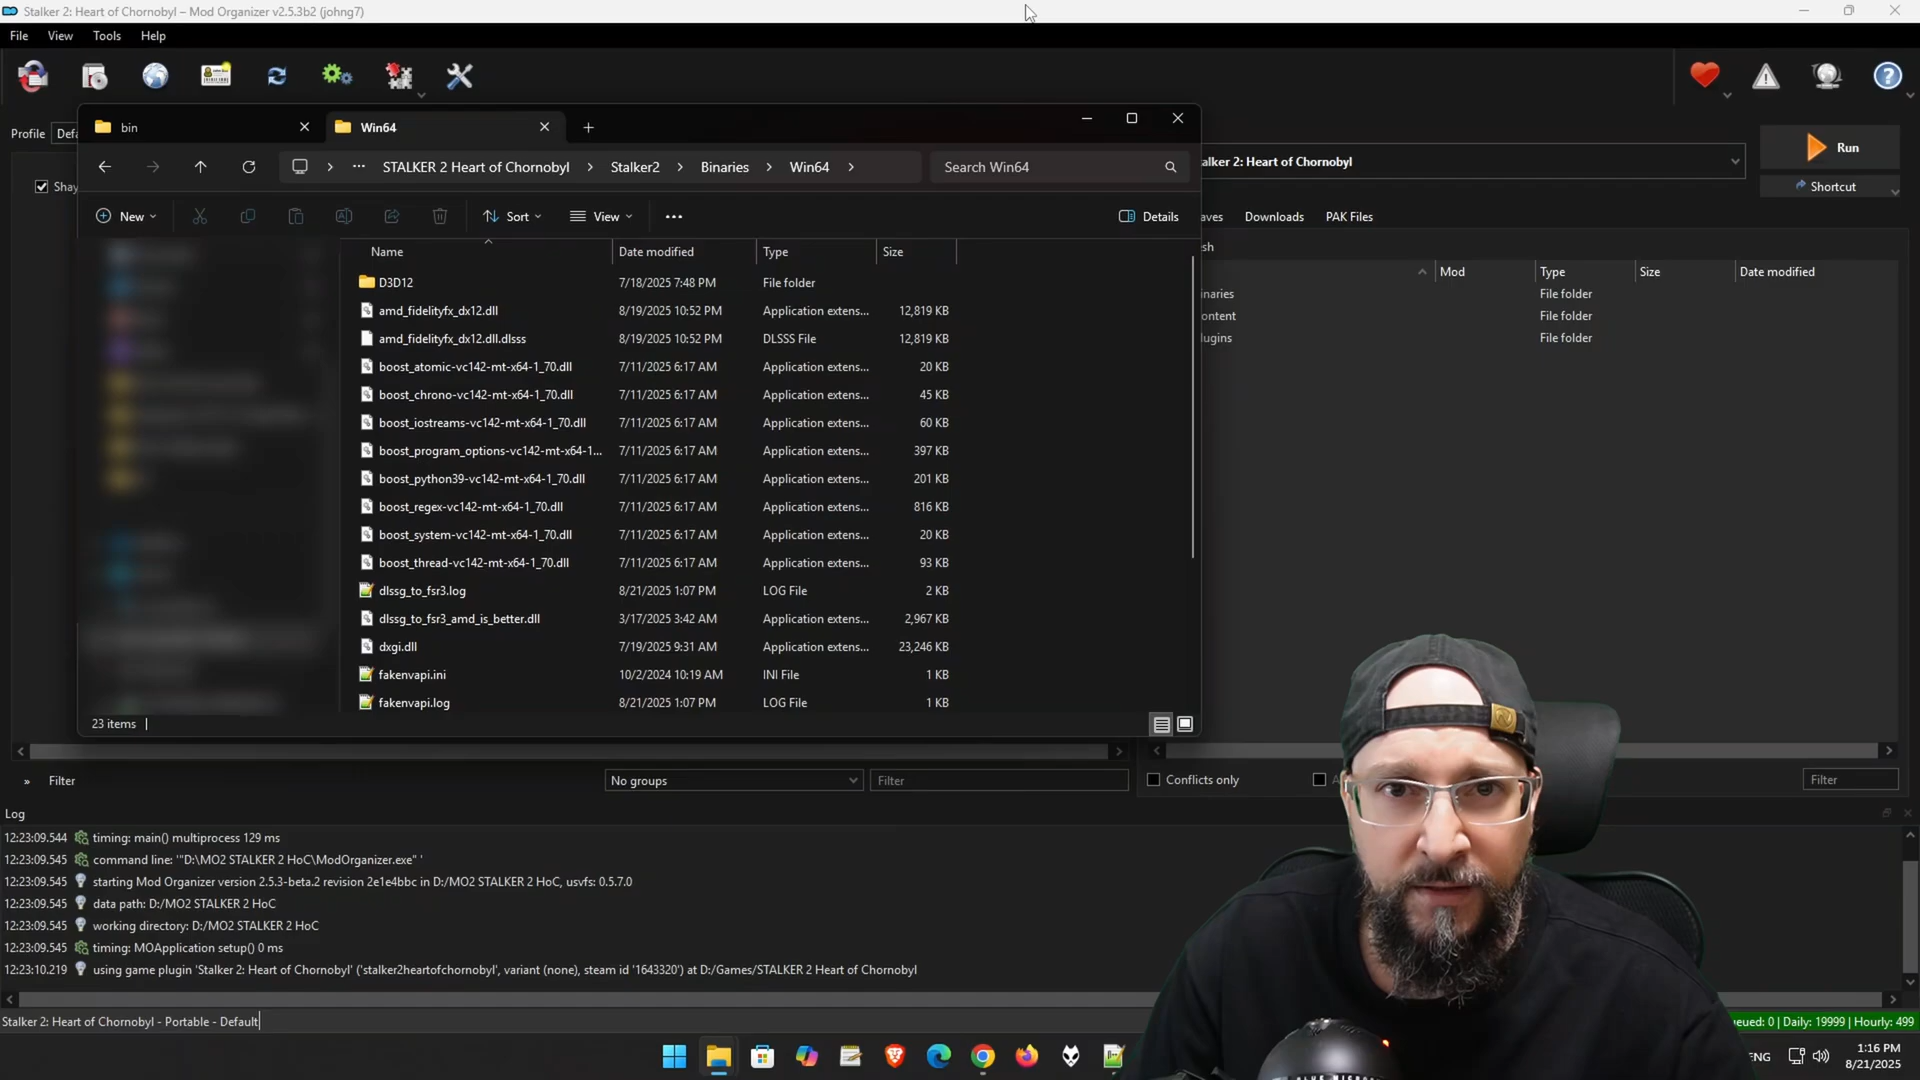 Stalker 2: Heart of Chornobyl – Mod Organizer v2.5.3b2 (johng7)
File View Tools Help
bin
Win64
Profile
STALKER 2 Heart of Chornobyl > Stalker2 > Binaries > Win64 >
Search Win64
alker 2: Heart of Chornobyl
Run
Shortcut
New
Sort
View
Details
aves
Downloads
PAK Files
sh
Name Date modified Type Size
Mod Type Size Date modified
D3D12 7/18/2025 7:48 PM File folder
inaries File folder
ontent File folder
lugins File folder
amd_fidelityfx_dx12.dll 8/19/2025 10:52 PM Application extens... 12,819 KB
amd_fidelityfx_dx12.dll.dlsss 8/19/2025 10:52 PM DLSSS File 12,819 KB
boost_atomic-vc142-mt-x64-1_70.dll 7/11/2025 6:17 AM Application extens... 20 KB
boost_chrono-vc142-mt-x64-1_70.dll 7/11/2025 6:17 AM Application extens... 45 KB
boost_iostreams-vc142-mt-x64-1_70.dll 7/11/2025 6:17 AM Application extens... 60 KB
boost_program_options-vc142-mt-x64-1... 7/11/2025 6:17 AM Application extens... 397 KB
boost_python39-vc142-mt-x64-1_70.dll 7/11/2025 6:17 AM Application extens... 201 KB
boost_regex-vc142-mt-x64-1_70.dll 7/11/2025 6:17 AM Application extens... 816 KB
boost_system-vc142-mt-x64-1_70.dll 7/11/2025 6:17 AM Application extens... 20 KB
boost_thread-vc142-mt-x64-1_70.dll 7/11/2025 6:17 AM Application extens... 93 KB
dlssg_to_fsr3.log 8/21/2025 1:07 PM LOG File 2 KB
dlssg_to_fsr3_amd_is_better.dll 3/17/2025 3:42 AM Application extens... 2,967 KB
dxgi.dll 7/19/2025 9:31 AM Application extens... 23,246 KB
fakenvapi.ini 10/2/2024 10:19 AM INI File 1 KB
fakenvapi.log 8/21/2025 1:07 PM LOG File 1 KB
23 items
» Filter
No groups
Filter
Conflicts only
Filter
Log
12:23:09.544 timing: main() multiprocess 129 ms
12:23:09.545 command line: '"D:\MO2 STALKER 2 HoC\ModOrganizer.exe" '
12:23:09.545 starting Mod Organizer version 2.5.3-beta.2 revision 2e1e4bbc in D:/MO2 STALKER 2 HoC, usvfs: 0.5.7.0
12:23:09.545 data path: D:/MO2 STALKER 2 HoC
12:23:09.545 working directory: D:/MO2 STALKER 2 HoC
12:23:09.545 timing: MOApplication setup() 0 ms
12:23:10.219 using game plugin 'Stalker 2: Heart of Chornobyl' ('stalker2heartofchornobyl', variant (none), steam id '1643320') at D:/Games/STALKER 2 Heart of Chornobyl
Stalker 2: Heart of Chornobyl - Portable - Default
ueued: 0 | Daily: 19999 | Hourly: 499
ENG
1:16 PM
8/21/2025